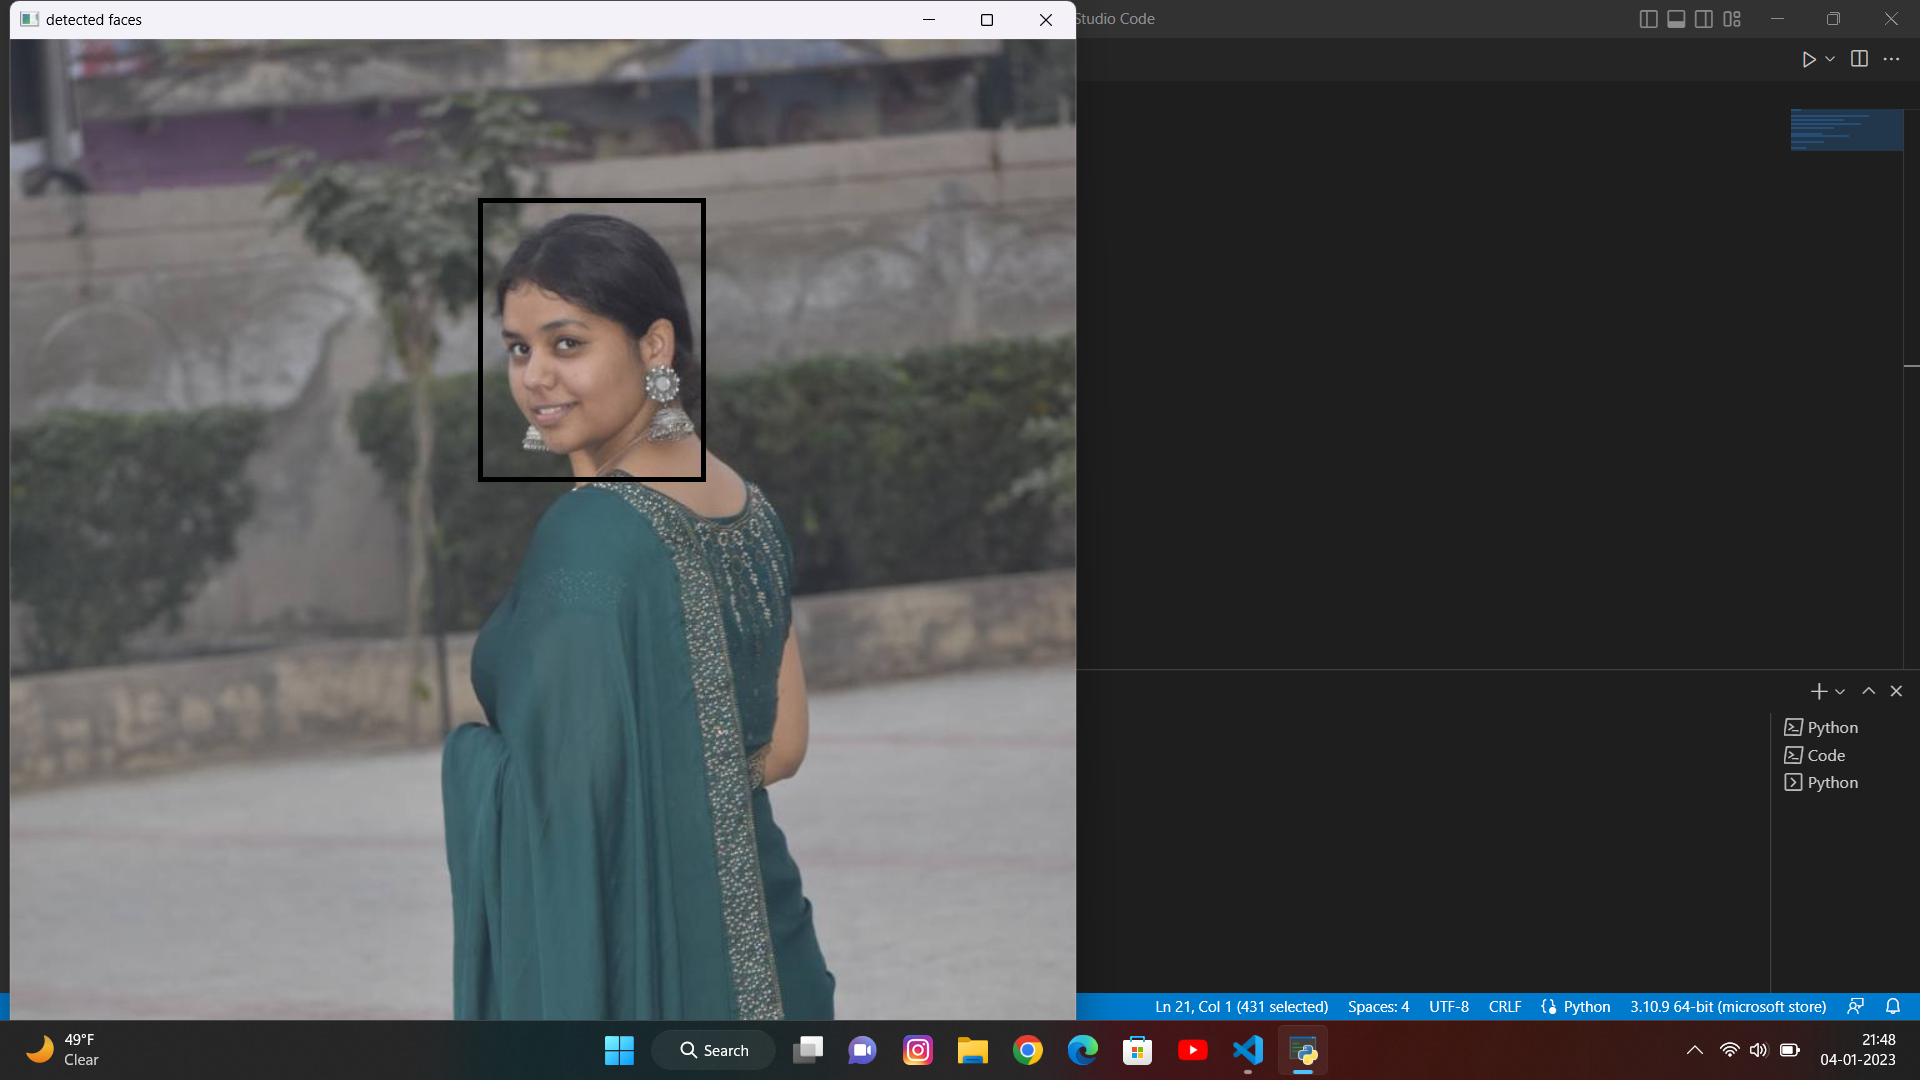 detected faces
Studio Code
Python
Code
Python
Ln 21, Col 1 (431 selected) Spaces: 4 UTF-8 CRLF Python 3.10.9 64-bit (microsoft store)
49°F
Clear
Search
21:48
04-01-2023